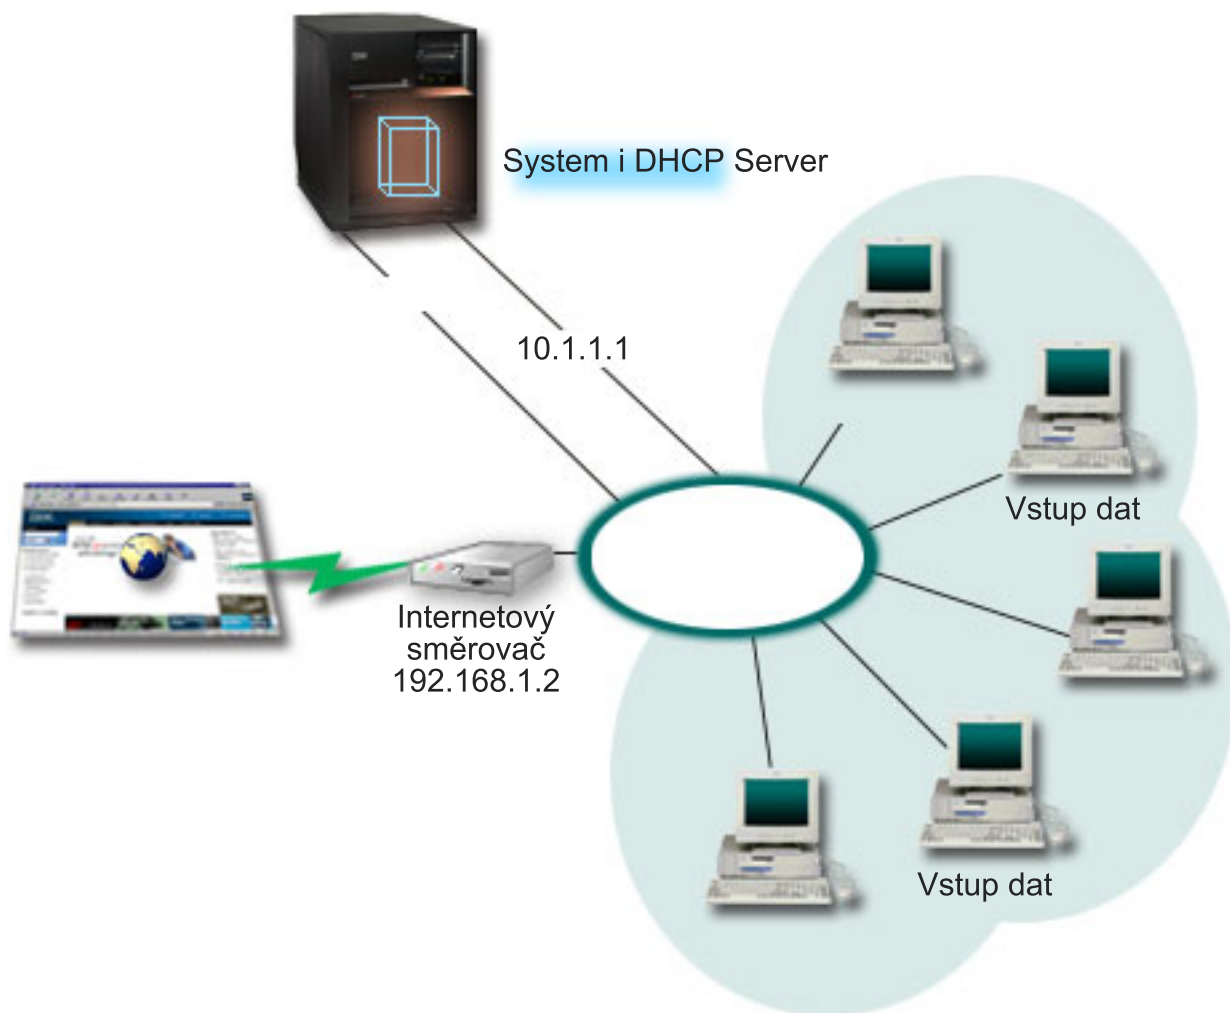 System i DHCP Server
10.1.1.1
Vstup dat
Internetový
směrovač
192.168.1.2
Vstup dat